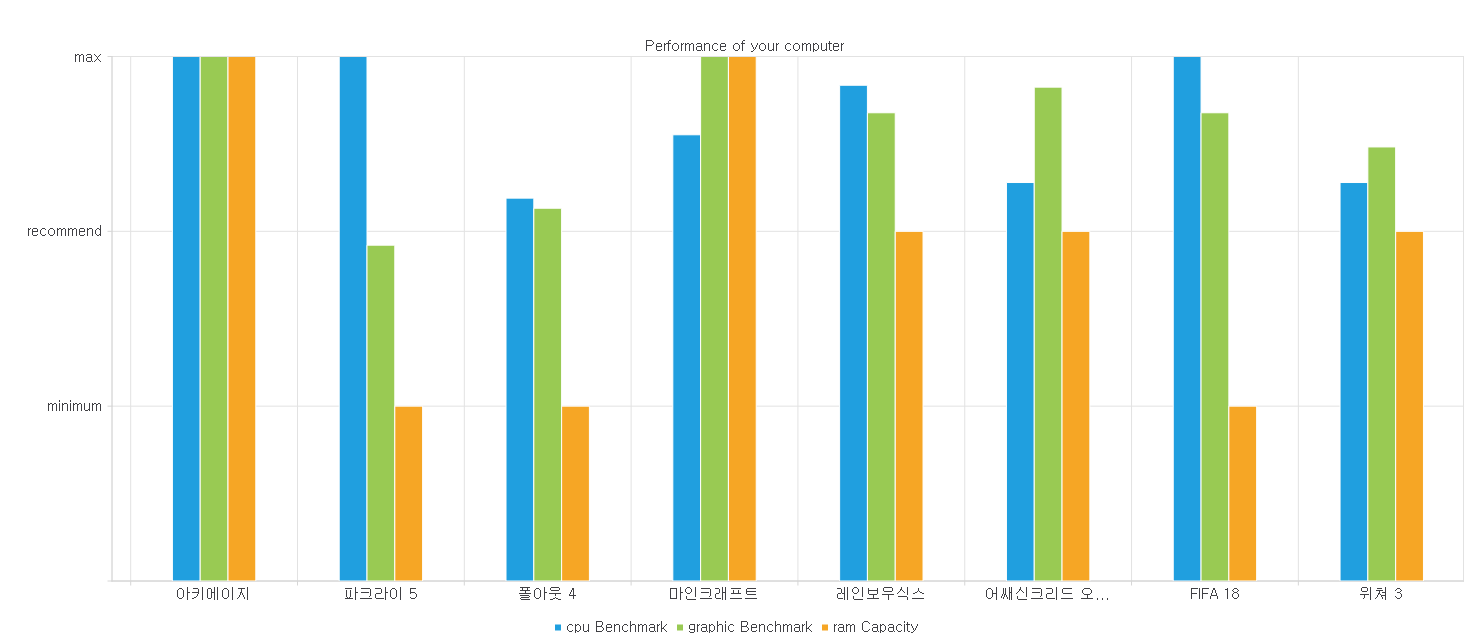 Performance of your computer
max
recommend
minimum
아키에이지
파크라이 5
폴아웃 4
마인크래프트
레인보우식스
어쌔신크리드 오...
FIFA 18
위쳐 3
cpu Benchmark
graphic Benchmark
ram Capacity